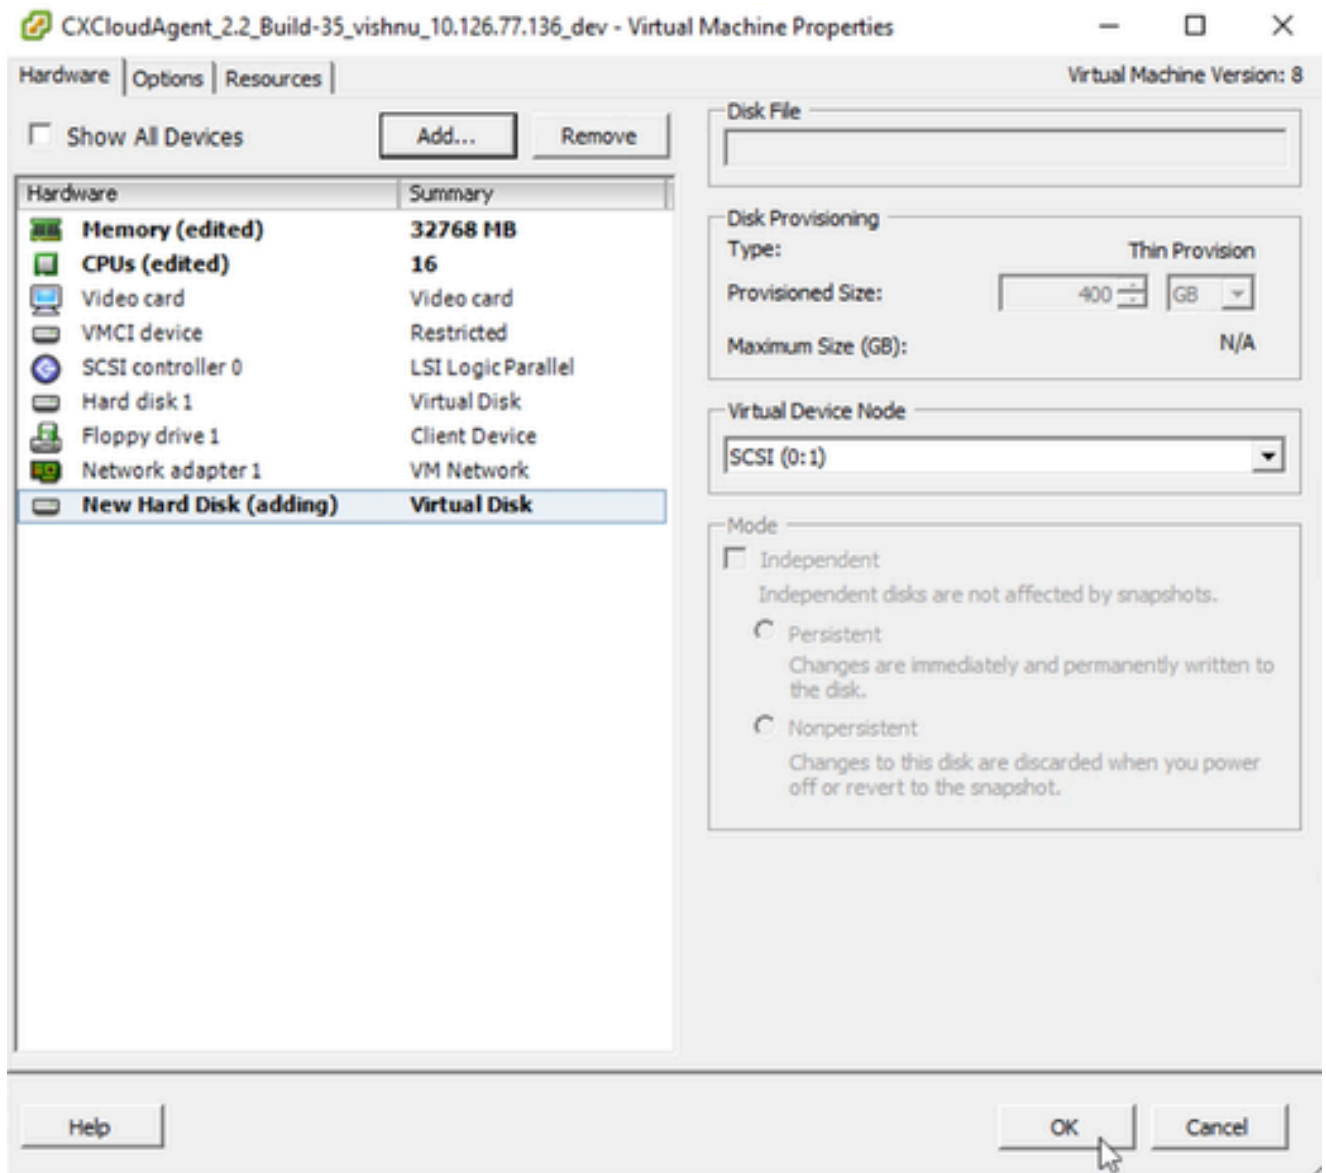 CXCloudAgent_2.2_Build-35_vishnu_10.126.77.136_dev - Virtual Machine Properties
Hardware Options Resources
Virtual Machine Version: 8
Show All Devices
Add...
Remove
Hardware Summary
Memory (edited) 32768 MB
CPUs (edited) 16
Video card Video card
VMCI device Restricted
SCSI controller 0 LSI Logic Parallel
Hard disk 1 Virtual Disk
Floppy drive 1 Client Device
Network adapter 1 VM Network
New Hard Disk (adding) Virtual Disk
Disk File
Disk Provisioning
Type: Thin Provision
Provisioned Size: 400 GB
Maximum Size (GB): N/A
Virtual Device Node
SCSI (0:1)
Mode
Independent
Independent disks are not affected by snapshots.
Persistent
Changes are immediately and permanently written to
the disk.
Nonpersistent
Changes to this disk are discarded when you power
off or revert to the snapshot.
Help
OK
Cancel